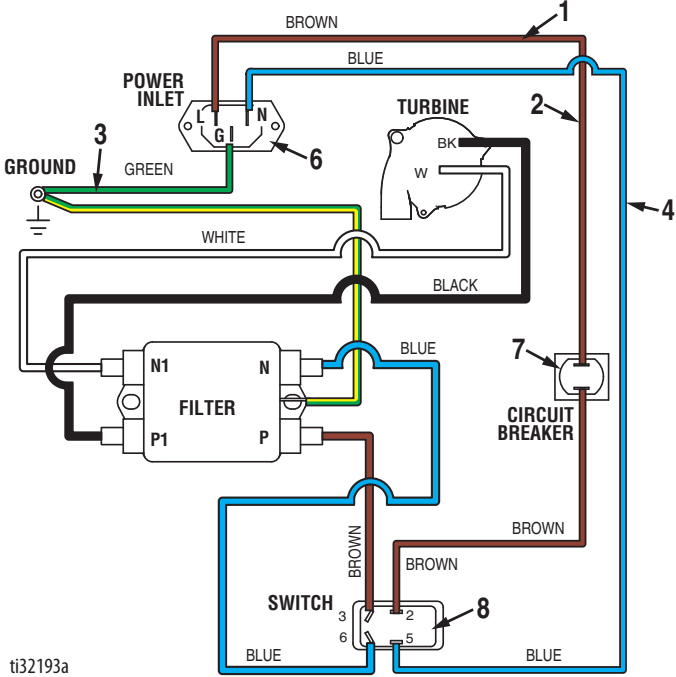 BROWN
1
BLUE
POWER
INLET
L
N
G
TURBINE
BK
W
2
3
6
GROUND
GREEN
4
WHITE
BLACK
BLUE
7
N1
N
FILTER
P1
P
CIRCUIT
BREAKER
BROWN
BROWN
BROWN
SWITCH
3
2
8
6
5
BLUE
BLUE
ti32193a